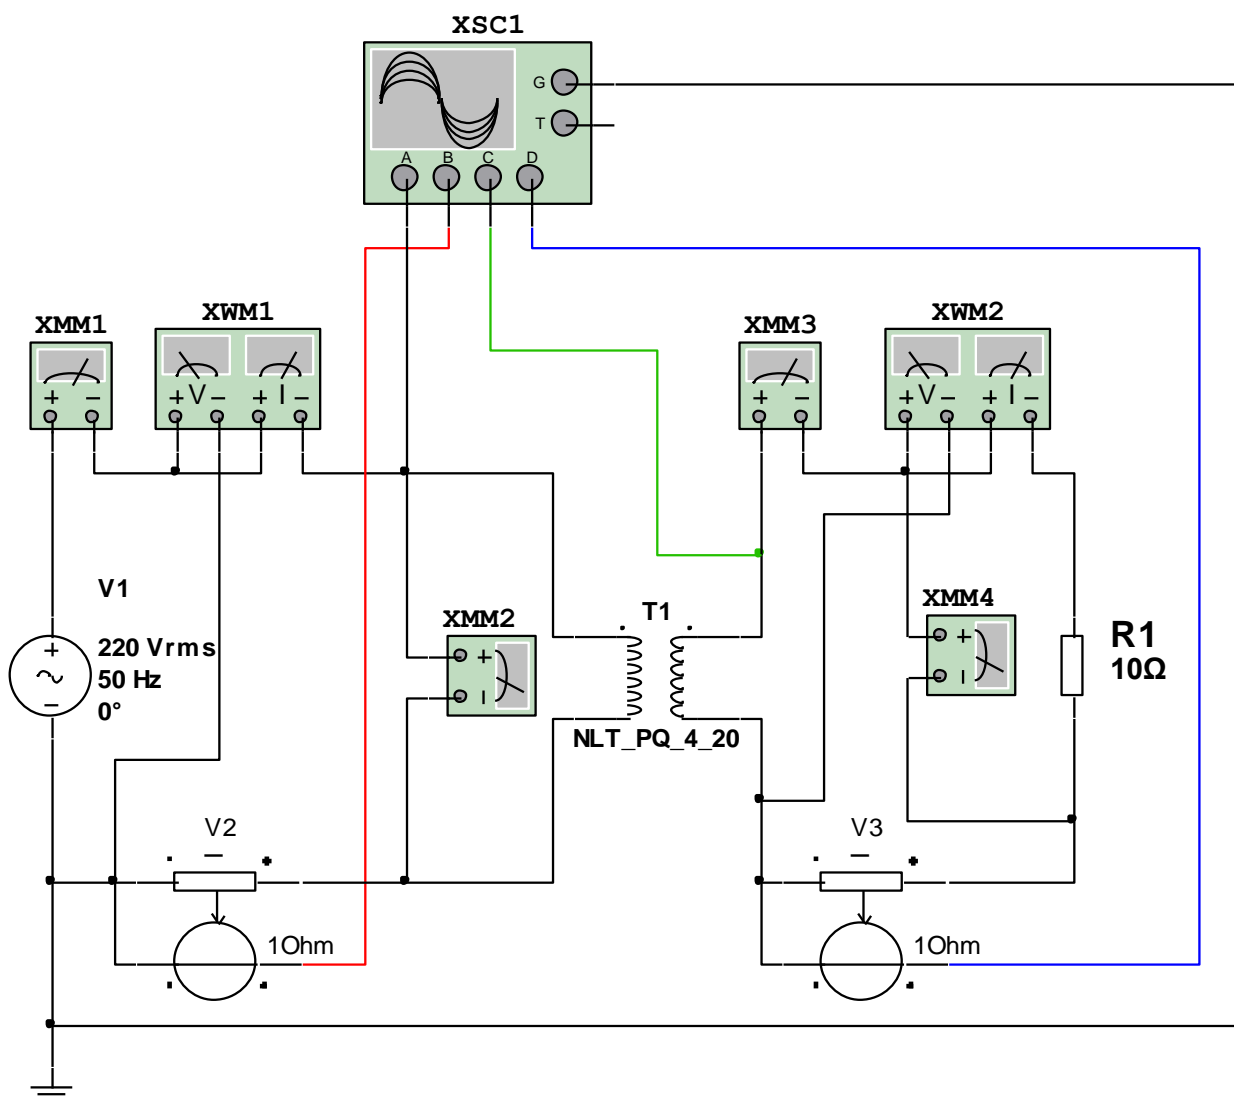 XSC1
G
T
A B C D
XMM1
XWM1
XMM3
XWM2
+ −
+ V − + I −
+ −
+ V − + I −
V1
+
220 Vrms
50 Hz
0°
−
XMM2
+
I
T1
NLT_PQ_4_20
XMM4
+
I
R1
10Ω
V2
V3
1Ohm
1Ohm